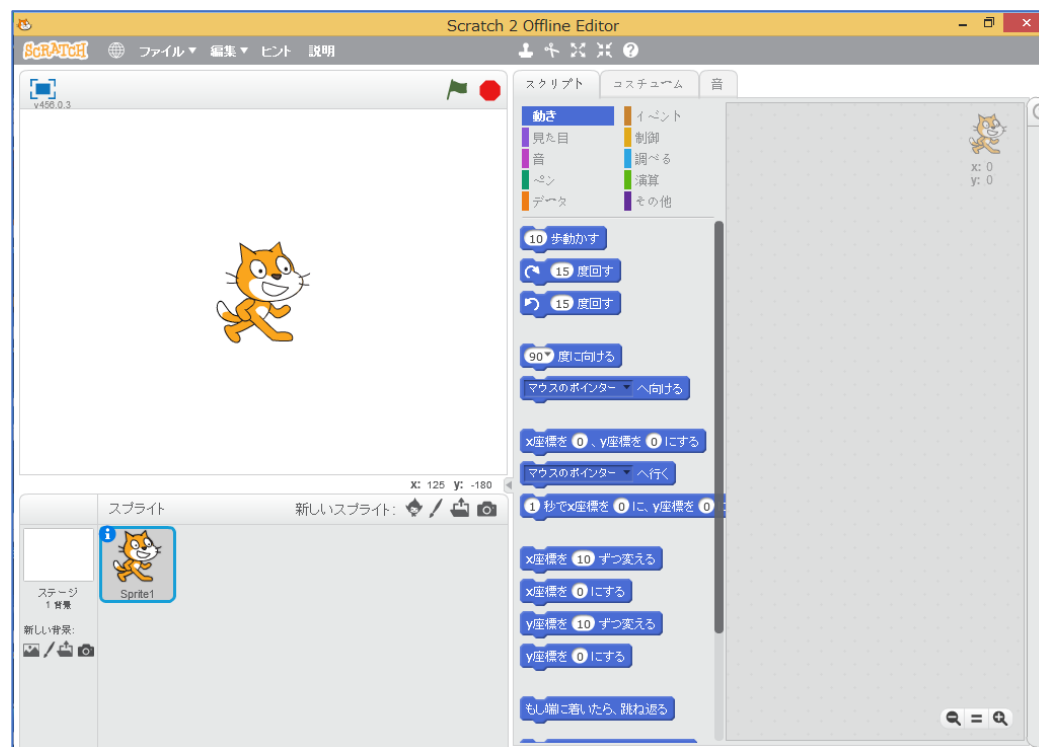 Scratch 2 Offline Editor
SCRATCH ファイル▼ 編集▼ ヒント 説明
v456.0.3
x: 125 y: -180
スプライト 新しいスプライト:
ステージ
1 背景
新しい背景:
Sprite1
スクリプト コスチューム 音
動き イベント
見た目 制御
音 調べる
ペン 演算
データ その他
10 歩動かす
15 度回す
15 度回す
90▼ 度に向ける
マウスのポインター▼ へ向ける
x座標を 0 、y座標を 0 にする
マウスのポインター▼ へ行く
1 秒でx座標を 0 に、y座標を 0
x座標を 10 ずつ変える
x座標を 0 にする
y座標を 10 ずつ変える
y座標を 0 にする
もし端に着いたら、跳ね返る
x: 0
y: 0